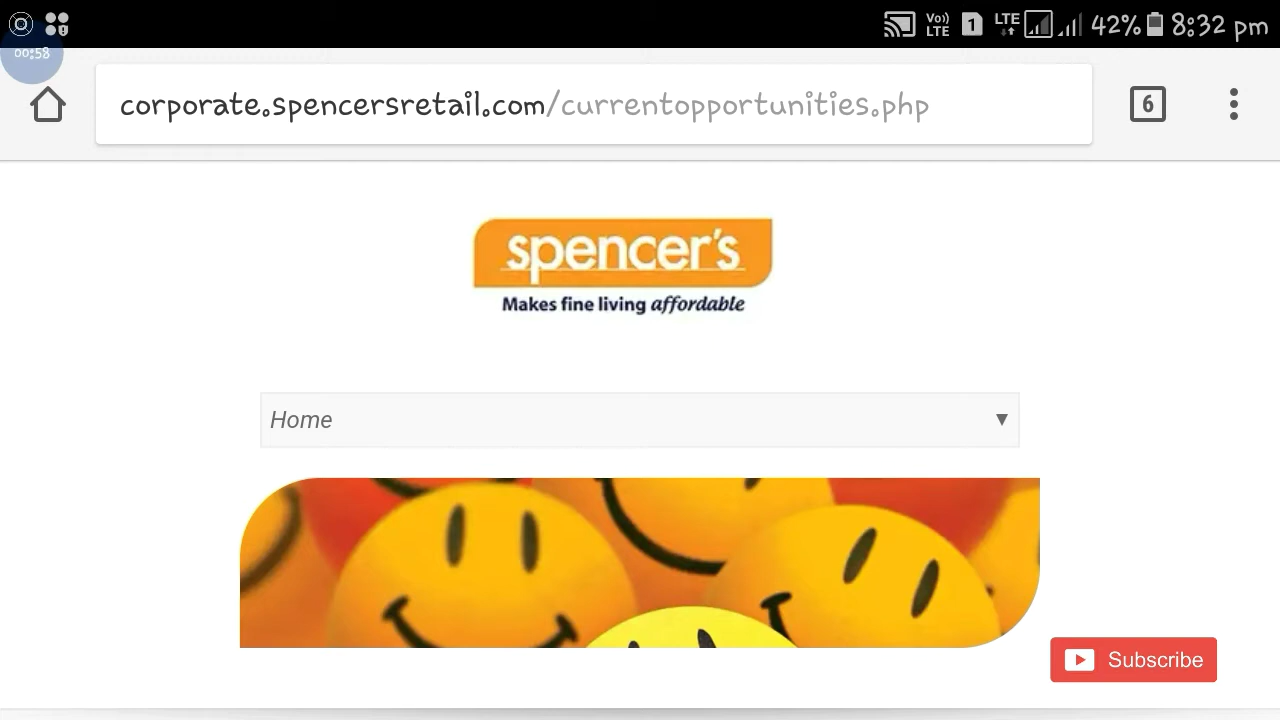 Vo) LTE 1 LTE 42% 8:32 pm
00:58
corporate.spencersretail.com/currentopportunities.php
6
spencer's
Makes fine living affordable
Home
Subscribe